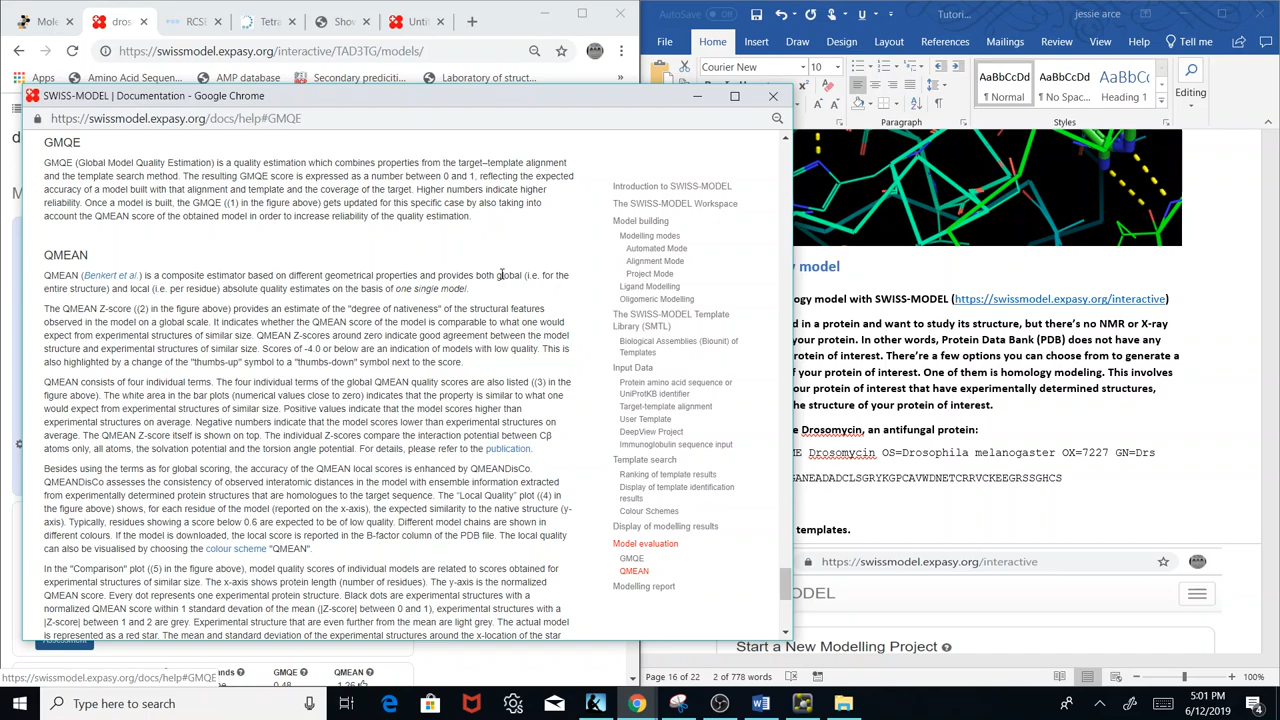 Mole
dros
RCSI
Tetra
Shov
Unti
https://swissmodel.expasy.org/interactive/TAD3TG/models/
Apps
Amino Acid Sequen...
AMP database
Secondary prediciti...
Laboratory of struct...
SWISS-MODEL | Documentation - Google Chrome
https://swissmodel.expasy.org/docs/help#GMQE
GMQE
GMQE (Global Model Quality Estimation) is a quality estimation which combines properties from the target–template alignment
and the template search method. The resulting GMQE score is expressed as a number between 0 and 1, reflecting the expected
accuracy of a model built with that alignment and template and the coverage of the target. Higher numbers indicate higher
reliability. Once a model is built, the GMQE ((1) in the figure above) gets updated for this specific case by also taking into
account the QMEAN score of the obtained model in order to increase reliability of the quality estimation.
QMEAN
QMEAN (Benkert et al.) is a composite estimator based on different geometrical properties and provides both global (i.e. for the
entire structure) and local (i.e. per residue) absolute quality estimates on the basis of one single model.
The QMEAN Z-score ((2) in the figure above) provides an estimate of the "degree of nativeness" of the structural features
observed in the model on a global scale. It indicates whether the QMEAN score of the model is comparable to what one would
expect from experimental structures of similar size. QMEAN Z-scores around zero indicate good agreement between the model
structure and experimental structures of similar size. Scores of -4.0 or below are an indication of models with low quality. This is
also highlighted by a change of the "thumbs-up" symbol to a "thumbs-down" symbol next to the score.
QMEAN consists of four individual terms. The four individual terms of the global QMEAN quality scores are also listed ((3) in the
figure above). The white area in the bar plots (numerical values close to zero) indicates that the property is similar to what one
would expect from experimental structures of similar size. Positive values indicate that the model scores higher than
experimental structures on average. Negative numbers indicate that the model scores lower than experimental structures on
average. The QMEAN Z-score itself is shown on top. The individual Z-scores compare the interaction potential between Cβ
atoms only, all atoms, the solvation potential and the torsion angle potential. For details, please refer to the publication.
Besides using the terms as for global scoring, the accuracy of the QMEAN local scores is enhanced by QMEANDisCo.
QMEANDisCo assesses the consistency of observed interatomic distances in the model with ensemble information extracted
from experimentally determined protein structures that are homologues to the target sequence. The "Local Quality" plot ((4) in
the figure above) shows, for each residue of the model (reported on the x-axis), the expected similarity to the native structure (y-
axis). Typically, residues showing a score below 0.6 are expected to be of low quality. Different model chains are shown in
different colours. If the model is downloaded, the local score is reported in the B-factor column of the PDB file. The local quality
can also be visualised by choosing the colour scheme "QMEAN".
In the "Comparison" plot ((5) in the figure above), model quality scores of individual models are related to scores obtained for
experimental structures of similar size. The x-axis shows protein length (number of residues). The y-axis is the normalized
QMEAN score. Every dot represents one experimental protein structure. Black dots are experimental structures with a
normalized QMEAN score within 1 standard deviation of the mean (|Z-score| between 0 and 1), experimental structures with a
|Z-score| between 1 and 2 are grey. Experimental structure that are even further from the mean are light grey. The actual model
is represented as a red star. The mean and standard deviation of the experimental structures around the x-location of the star
Introduction to SWISS-MODEL
The SWISS-MODEL Workspace
Model building
Modelling modes
Automated Mode
Alignment Mode
Project Mode
Ligand Modelling
Oligomeric Modelling
The SWISS-MODEL Template
Library (SMTL)
Biological Assemblies (Biounit) of
Templates
Input Data
Protein amino acid sequence or
UniProtKB identifier
Target-template alignment
User Template
DeepView Project
Immunoglobulin sequence input
Template search
Ranking of template results
Display of template identification
results
Colour Schemes
Display of modelling results
Model evaluation
GMQE
QMEAN
Modelling report
nds
GMQE
QMEAN
https://swissmodel.expasy.org/docs/help#GMQE
AutoSave
Off
Tutori...
jessie arce
File
Home
Insert
Draw
Layout
References
Mailings
Review
View
Help
Tell me
Courier New
10
Paragraph
AaBbCcDd
¶ Normal
AaBbCcDd
¶ No Spac...
AaBbC
Heading 1
Styles
Editing
model
ology model with SWISS-MODEL (https://swissmodel.expasy.org/interactive)
d in a protein and want to study its structure, but there's no NMR or X-ray
your protein. In other words, Protein Data Bank (PDB) does not have any
protein of interest. There're a few options you can choose from to generate a
of your protein of interest. One of them is homology modeling. This involves
our protein of interest that have experimentally determined structures,
the structure of your protein of interest.
e Drosomycin, an antifungal protein:
ME Drosomycin OS=Drosophila melanogaster OX=7227 GN=Drs
GANEADADCLSGRYKGPCAVWDNETCRRVCKEEGRSSGHCS
templates.
https://swissmodel.expasy.org/interactive
DEL
Start a New Modelling Project
Page 16 of 22
2 of 778 words
100%
Type here to search
5:01 PM
6/12/2019